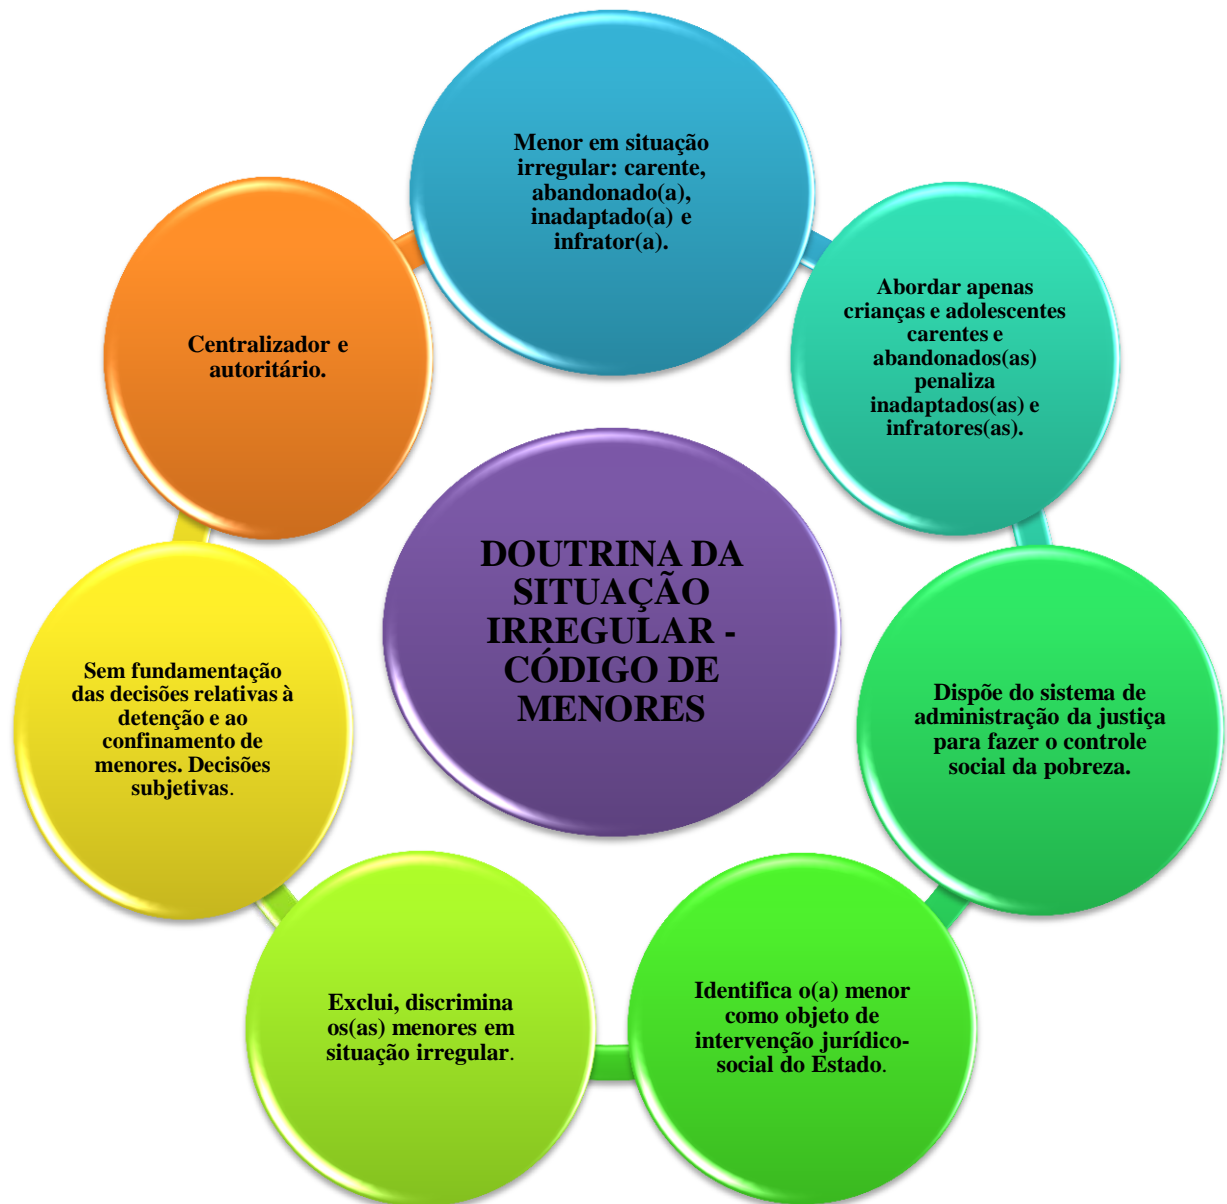 Menor em situação
irregular: carente,
abandonado(a),
inadaptado(a) e
infrator(a).
Abordar apenas
crianças e adolescentes
carentes e
abandonados(as)
penaliza
inadaptados(as) e
infratores(as).
Dispõe do sistema de
administração da justiça
para fazer o controle
social da pobreza.
Identifica o(a) menor
como objeto de
intervenção jurídico-
social do Estado.
Exclui, discrimina
os(as) menores em
situação irregular.
Sem fundamentação
das decisões relativas à
detenção e ao
confinamento de
menores. Decisões
subjetivas.
Centralizador e
autoritário.
DOUTRINA DA
SITUAÇÃO
IRREGULAR -
CÓDIGO DE
MENORES